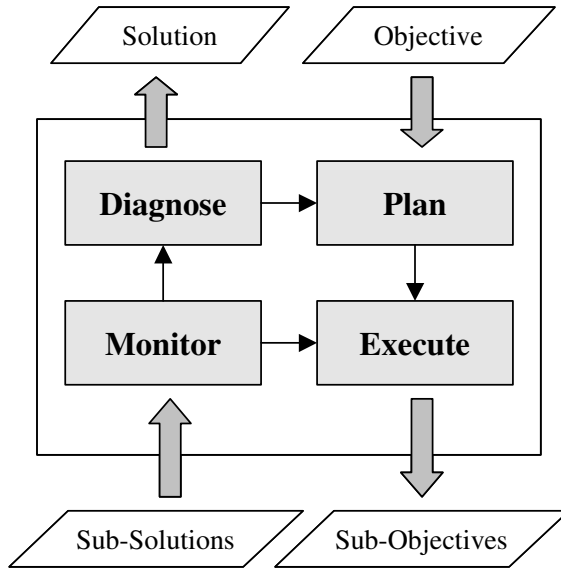 Solution
Objective
Diagnose
Plan
Monitor
Execute
Sub-Solutions
Sub-Objectives